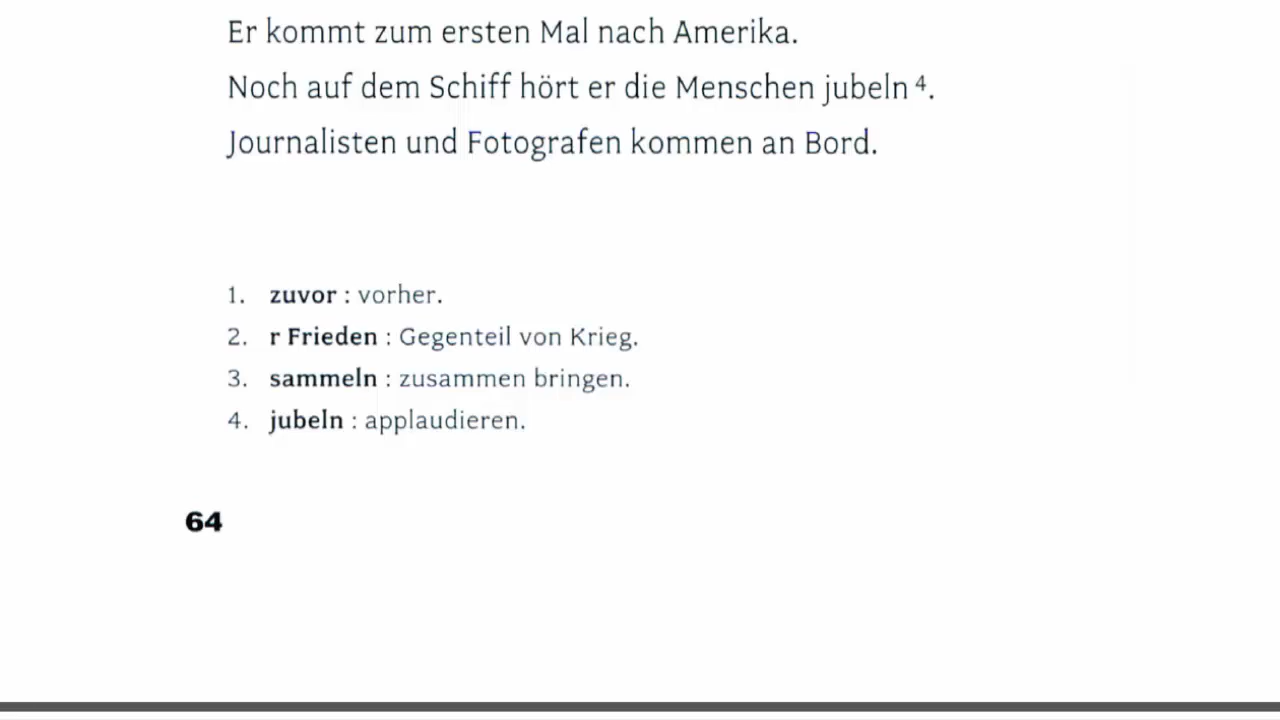 Er kommt zum ersten Mal nach Amerika.
Noch auf dem Schiff hört er die Menschen jubeln 4.
Journalisten und Fotografen kommen an Bord.
1. zuvor : vorher.
2. r Frieden : Gegenteil von Krieg.
3. sammeln : zusammen bringen.
4. jubeln : applaudieren.
64